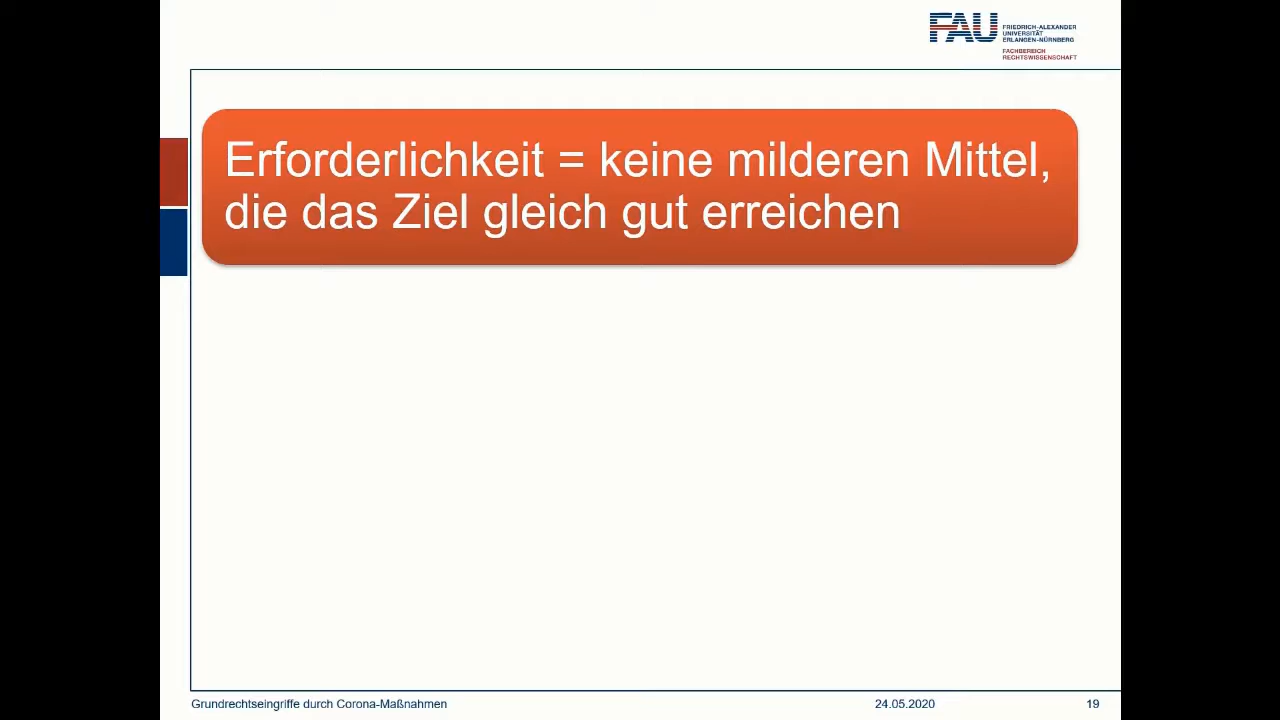 FAU
FRIEDRICH-ALEXANDER
UNIVERSITÄT
ERLANGEN-NÜRNBERG
FACHBEREICH
RECHTSWISSENSCHAFT
Erforderlichkeit = keine milderen Mittel,
die das Ziel gleich gut erreichen
Grundrechtseingriffe durch Corona-Maßnahmen 24.05.2020 19